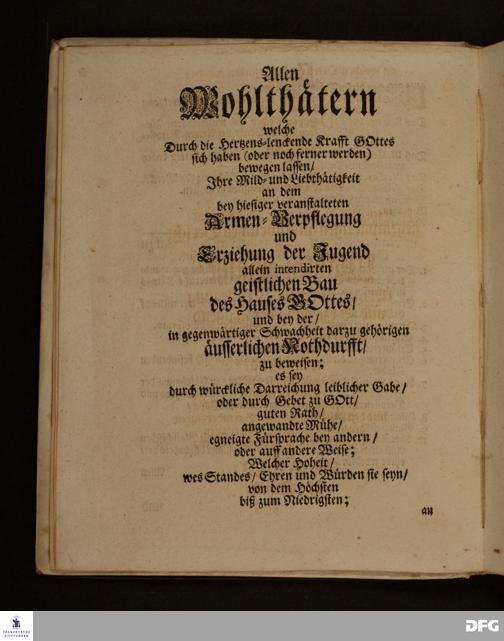 Allen
Wohlthätern
welche
Durch die Hertzens-lenckende Krafft GOttes
sich haben (oder noch ferner werden)
bewegen lassen/
Ihre Mild- und Liebthätigkeit
an dem
bey hiesiger veranstalteten
Armen-Verpflegung
und
Erziehung der Jugend
allein intendirten
geistlichen Bau
des Hauses GOttes/
und bey der/
in gegenwärtiger Schwachheit darzu gehörigen
äusserlichen Nothdurfft/
zu beweisen;
es sey
durch würckliche Darreichung leiblicher Gabe/
oder durch Gebet zu GOtt/
guten Rath/
angewandte Mühe/
egneigte Fürsprache bey andern/
oder auff andere Weise;
Welcher Hoheit/
wes Standes/ Ehren und Würden sie seyn/
von dem Höchsten
biß zum Niedrigsten;
an
FRANCKESCHE
STIFTUNGEN
DFG